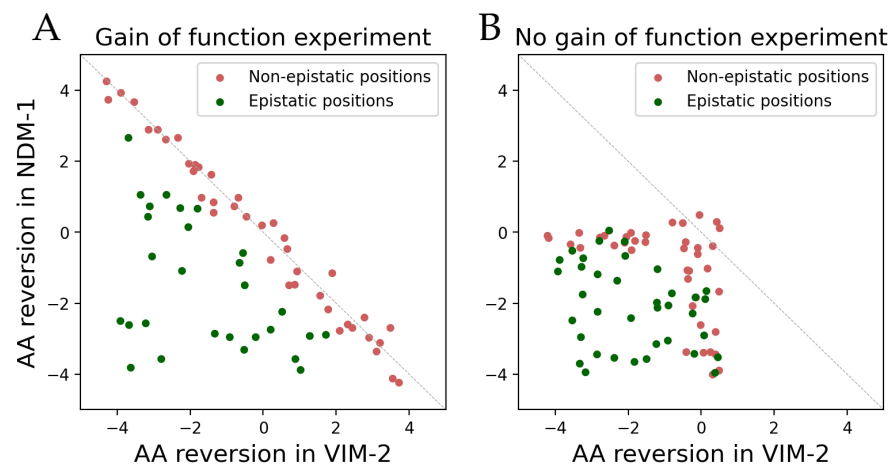 A
Gain of function experiment
Non-epistatic positions
Epistatic positions
4
2
0
−2
−4
−4
−2
0
2
4
AA reversion in NDM-1
AA reversion in VIM-2
B
No gain of function experiment
Non-epistatic positions
Epistatic positions
4
2
0
−2
−4
−4
−2
0
2
4
AA reversion in VIM-2